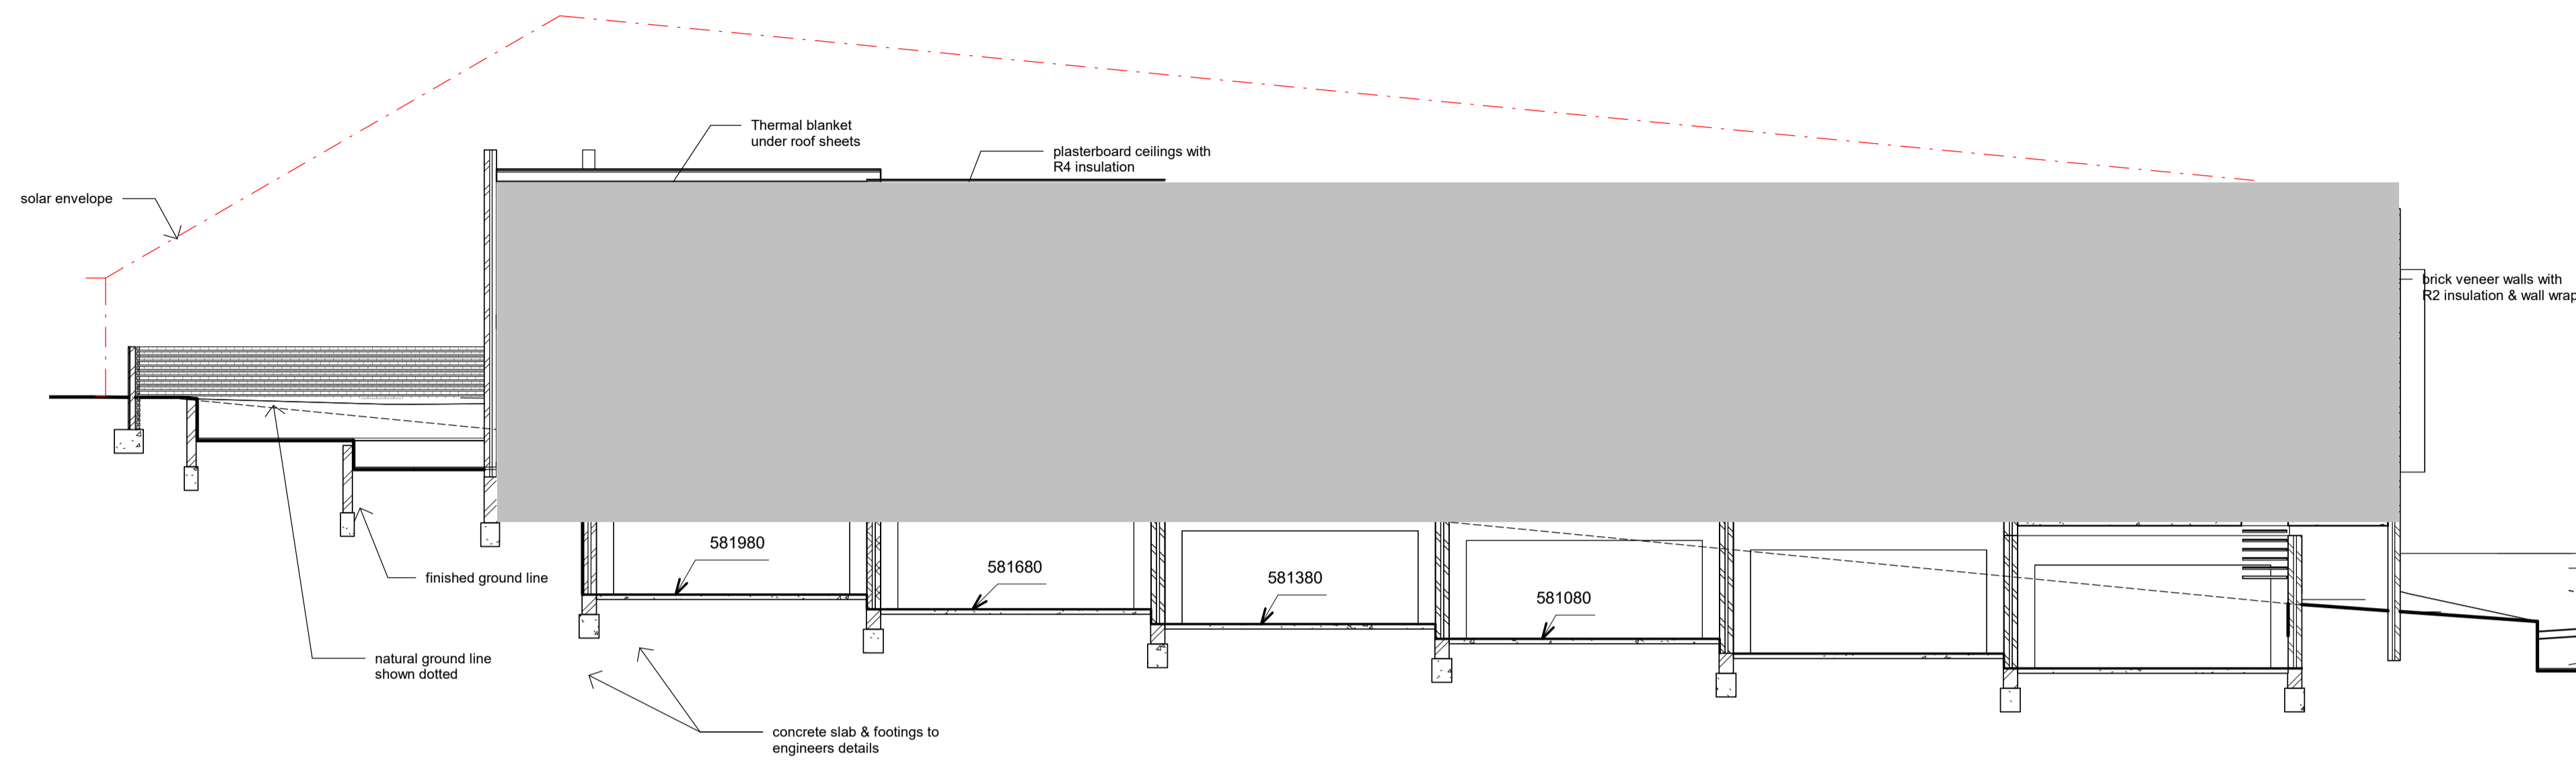 Thermal blanket
under roof sheets
plasterboard ceilings with
R4 insulation
solar envelope
brick veneer walls with
R2 insulation & wall wrap
581980
581680
581380
581080
finished ground line
natural ground line
shown dotted
concrete slab & footings to
engineers details